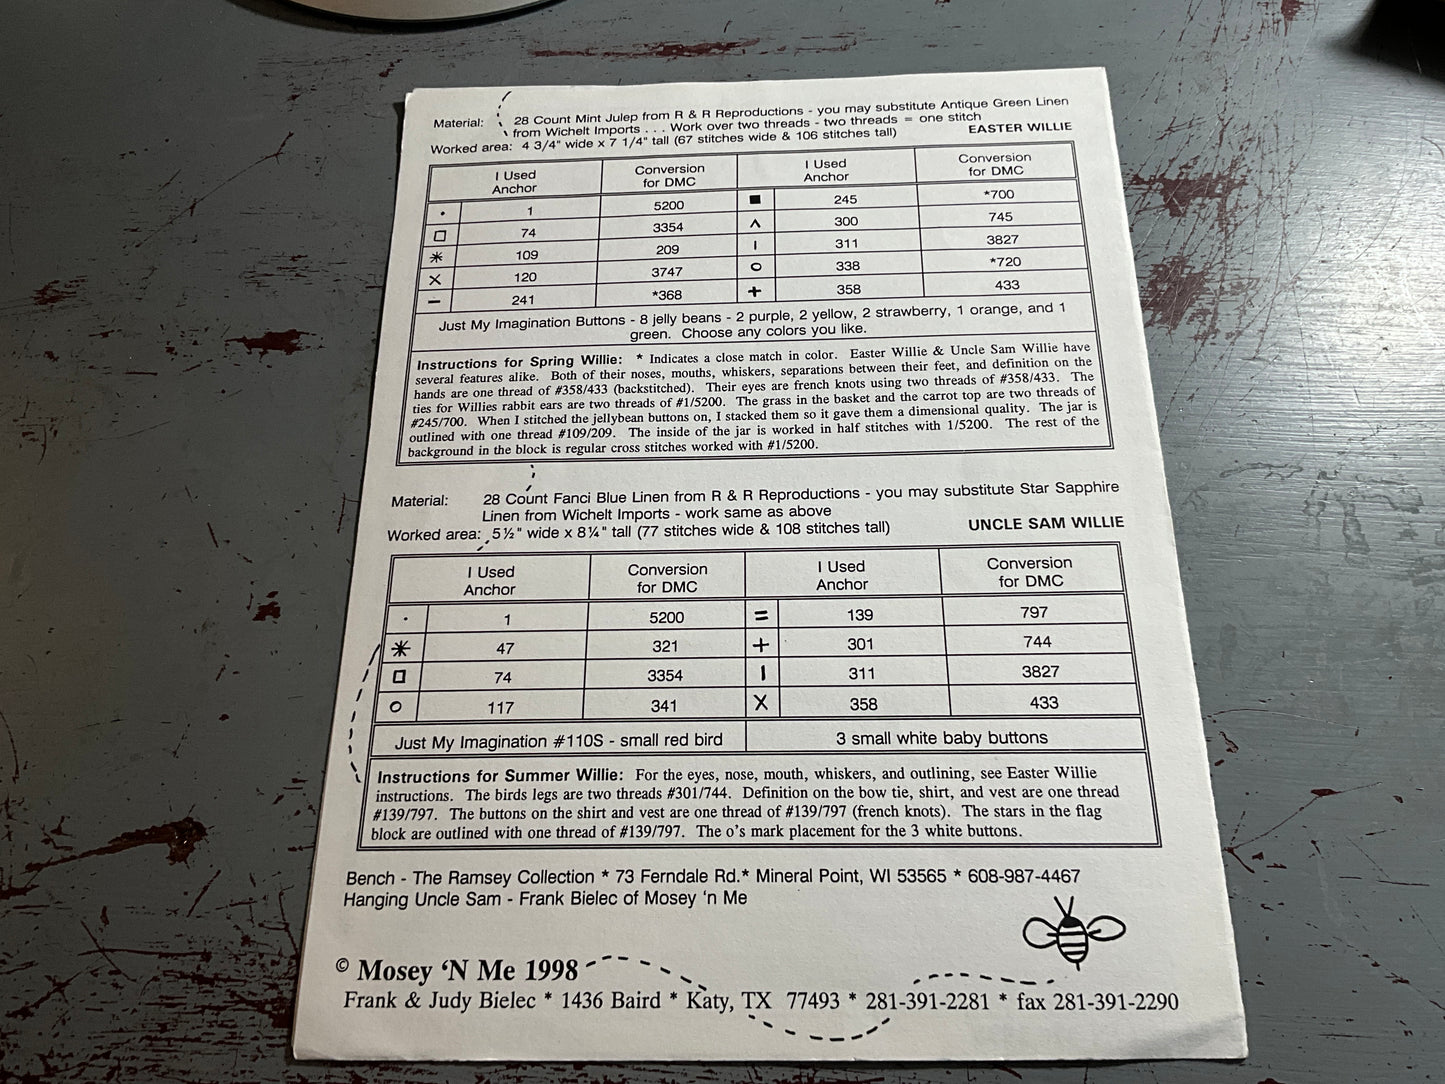 Material: 28 Count Mint Julep from R & R Reproductions - you may substitute Antique Green Linen
from Wichelt Imports . . . Work over two threads - two threads = one stitch
Worked area: 4 3/4" wide x 7 1/4" tall (67 stitches wide & 106 stitches tall) EASTER WILLIE
I Used Conversion I Used Conversion
Anchor for DMC Anchor for DMC
• 1 5200 ■ 245 *700
□ 74 3354 ^ 300 745
* 109 209 ı 311 3827
X 120 3747 o 338 *720
– 241 *368 + 358 433
Just My Imagination Buttons - 8 jelly beans - 2 purple, 2 yellow, 2 strawberry, 1 orange, and 1
green. Choose any colors you like.
Instructions for Spring Willie: * Indicates a close match in color. Easter Willie & Uncle Sam Willie have
several features alike. Both of their noses, mouths, whiskers, separations between their feet, and definition on the
hands are one thread of #358/433 (backstitched). Their eyes are french knots using two threads of #358/433. The
ties for Willies rabbit ears are two threads of #1/5200. The grass in the basket and the carrot top are two threads of
#245/700. When I stitched the jellybean buttons on, I stacked them so it gave them a dimensional quality. The jar is
outlined with one thread #109/209. The inside of the jar is worked in half stitches with 1/5200. The rest of the
background in the block is regular cross stitches worked with #1/5200.
Material: 28 Count Fanci Blue Linen from R & R Reproductions - you may substitute Star Sapphire
Linen from Wichelt Imports - work same as above
Worked area: 5½" wide x 8¼" tall (77 stitches wide & 108 stitches tall) UNCLE SAM WILLIE
I Used Conversion I Used Conversion
Anchor for DMC Anchor for DMC
• 1 5200 = 139 797
* 47 321 + 301 744
□ 74 3354 ı 311 3827
o 117 341 X 358 433
Just My Imagination #110S - small red bird 3 small white baby buttons
Instructions for Summer Willie: For the eyes, nose, mouth, whiskers, and outlining, see Easter Willie
instructions. The birds legs are two threads #301/744. Definition on the bow tie, shirt, and vest are one thread
#139/797. The buttons on the shirt and vest are one thread of #139/797 (french knots). The stars in the flag
block are outlined with one thread of #139/797. The o's mark placement for the 3 white buttons.
Bench - The Ramsey Collection * 73 Ferndale Rd.* Mineral Point, WI 53565 * 608-987-4467
Hanging Uncle Sam - Frank Bielec of Mosey 'n Me
© Mosey 'N Me 1998
Frank & Judy Bielec * 1436 Baird * Katy, TX 77493 * 281-391-2281 * fax 281-391-2290